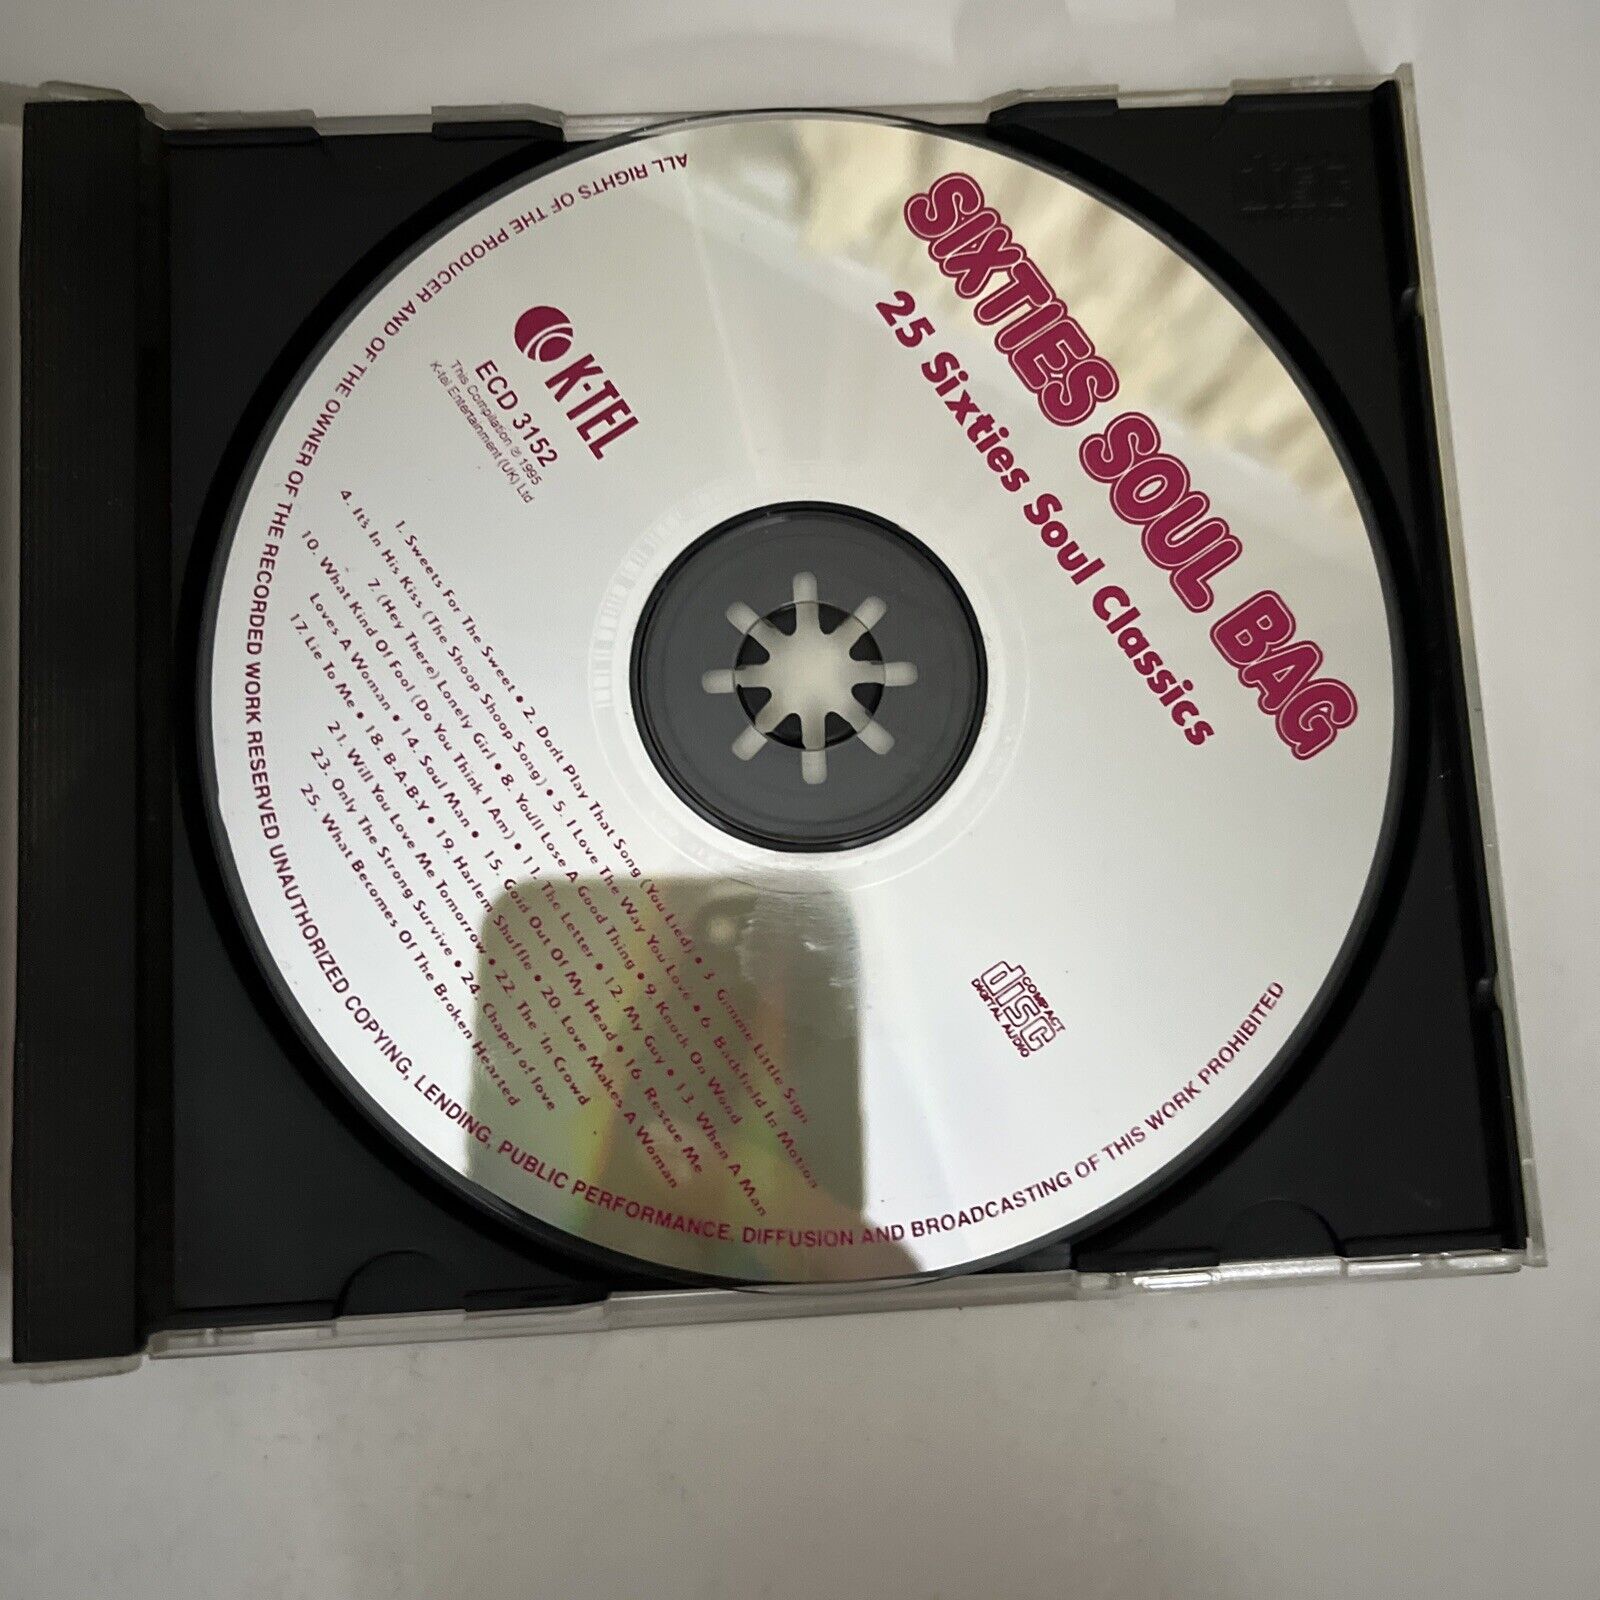 SIXTIES SOUL BAG
25 Sixties Soul Classics
K-TEL
ECD 3152
This Compilation ℗ 1995
K-tel Entertainment (UK) Ltd
COMPACT
disc
DIGITAL AUDIO
1. Sweets For The Sweet • 2. Don't Play That Song (You Lied) • 3. Gimme Little Sign
4. It's In His Kiss (The Shoop Shoop Song) • 5. I Love The Way You Love • 6. Backfield In Motion
7. (Hey There) Lonely Girl • 8. You'll Lose A Good Thing • 9. Knock On Wood
10. What Kind Of Fool (Do You Think I Am) • 11. The Letter • 12. My Guy • 13. When A Man
Loves A Woman • 14. Soul Man • 15. Goin' Out Of My Head • 16. Rescue Me
17. Lie To Me • 18. B-A-B-Y • 19. Harlem Shuffle • 20. Love Makes A Woman
21. Will You Love Me Tomorrow • 22. The 'In Crowd
23. Only The Strong Survive • 24. Chapel of love
25. What Becomes Of The Broken Hearted
ALL RIGHTS OF THE PRODUCER AND OF THE OWNER OF THE RECORDED WORK RESERVED UNAUTHORIZED COPYING, LENDING, PUBLIC PERFORMANCE, DIFFUSION AND BROADCASTING OF THIS WORK PROHIBITED